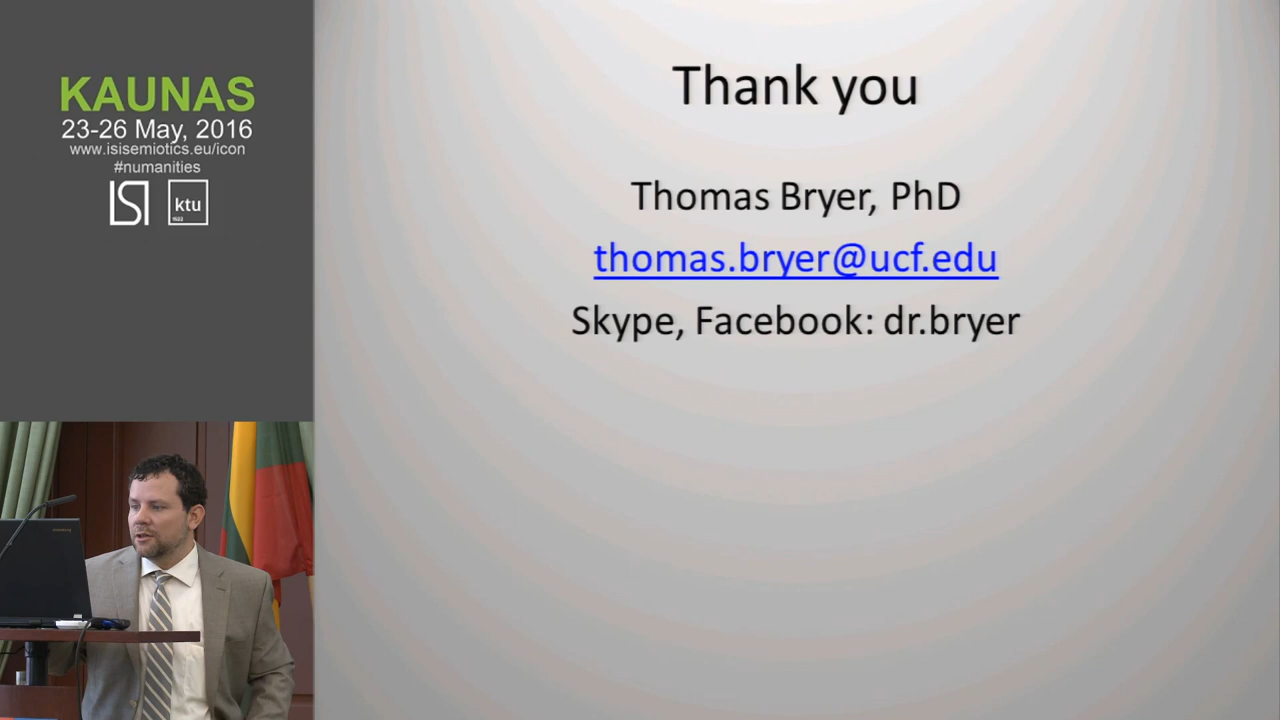 KAUNAS
23-26 May, 2016
www.isisemiotics.eu/icon
#numanities
ISI
ktu
1922
Thank you
Thomas Bryer, PhD
thomas.bryer@ucf.edu
Skype, Facebook: dr.bryer